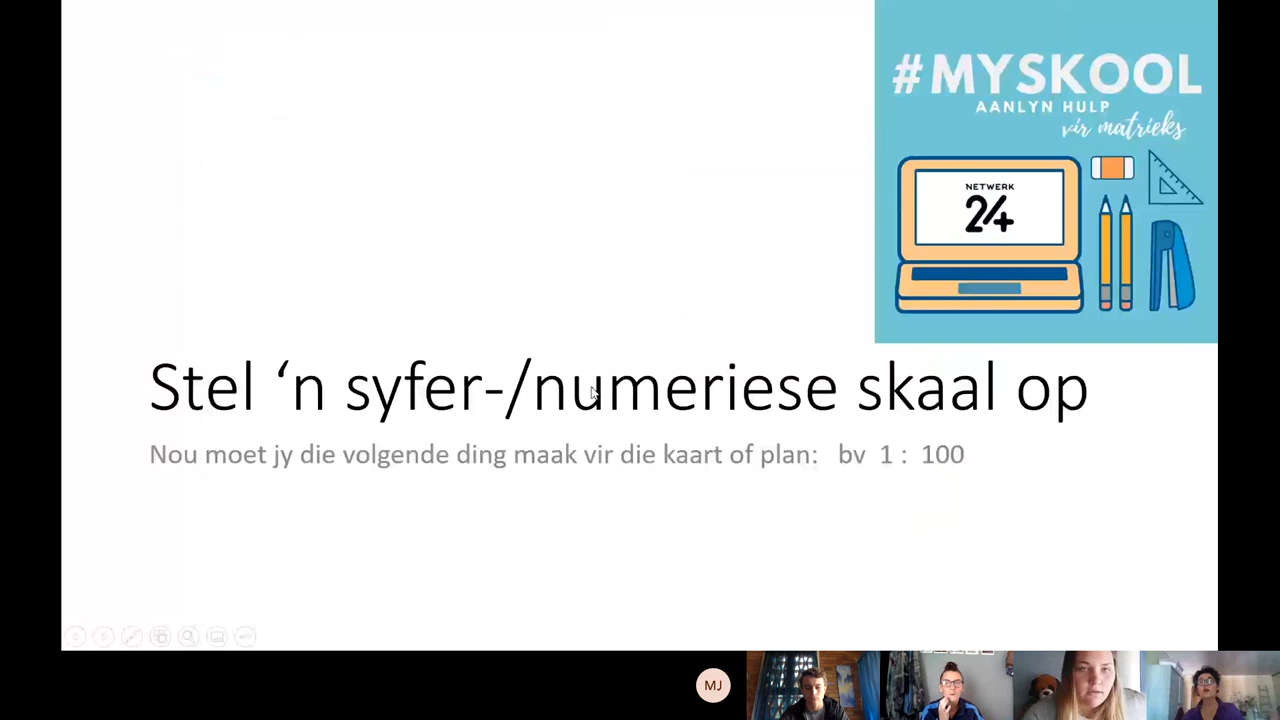 #MYSKOOL
AANLYN HULP
vir matrieks
NETWERK
24
Stel ‘n syfer-/numeriese skaal op
Nou moet jy die volgende ding maak vir die kaart of plan: bv 1 : 100
MJ